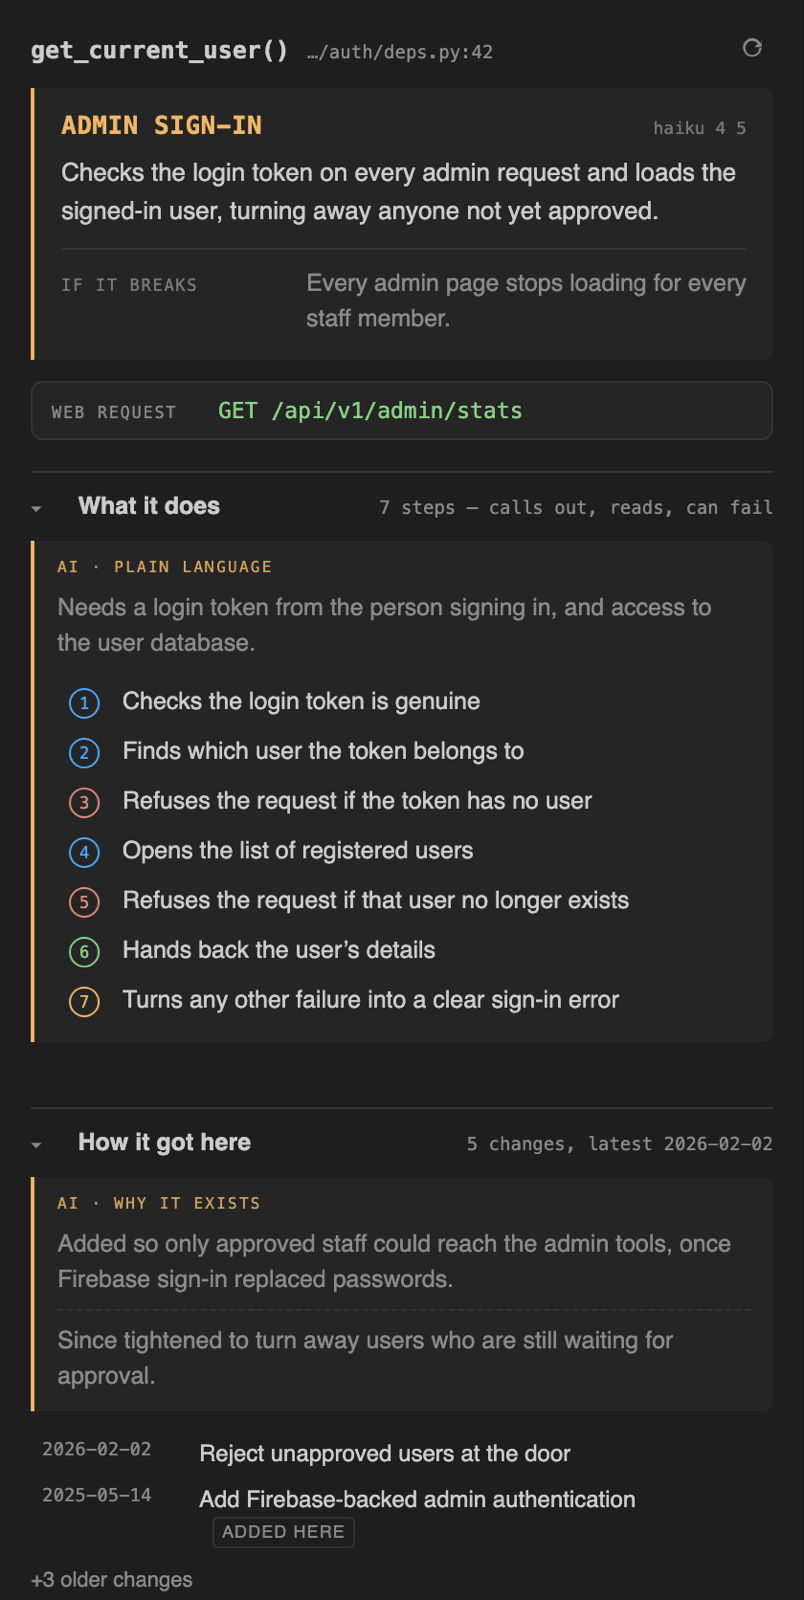 get_current_user() …/auth/deps.py:42
ADMIN SIGN-IN
haiku 4 5
Checks the login token on every admin request and loads the
signed-in user, turning away anyone not yet approved.
IF IT BREAKS
Every admin page stops loading for every
staff member.
WEB REQUEST GET /api/v1/admin/stats
What it does
7 steps — calls out, reads, can fail
AI · PLAIN LANGUAGE
Needs a login token from the person signing in, and access to
the user database.
1 Checks the login token is genuine
2 Finds which user the token belongs to
3 Refuses the request if the token has no user
4 Opens the list of registered users
5 Refuses the request if that user no longer exists
6 Hands back the user’s details
7 Turns any other failure into a clear sign-in error
How it got here
5 changes, latest 2026-02-02
AI · WHY IT EXISTS
Added so only approved staff could reach the admin tools, once
Firebase sign-in replaced passwords.
Since tightened to turn away users who are still waiting for
approval.
2026-02-02 Reject unapproved users at the door
2025-05-14 Add Firebase-backed admin authentication
ADDED HERE
+3 older changes